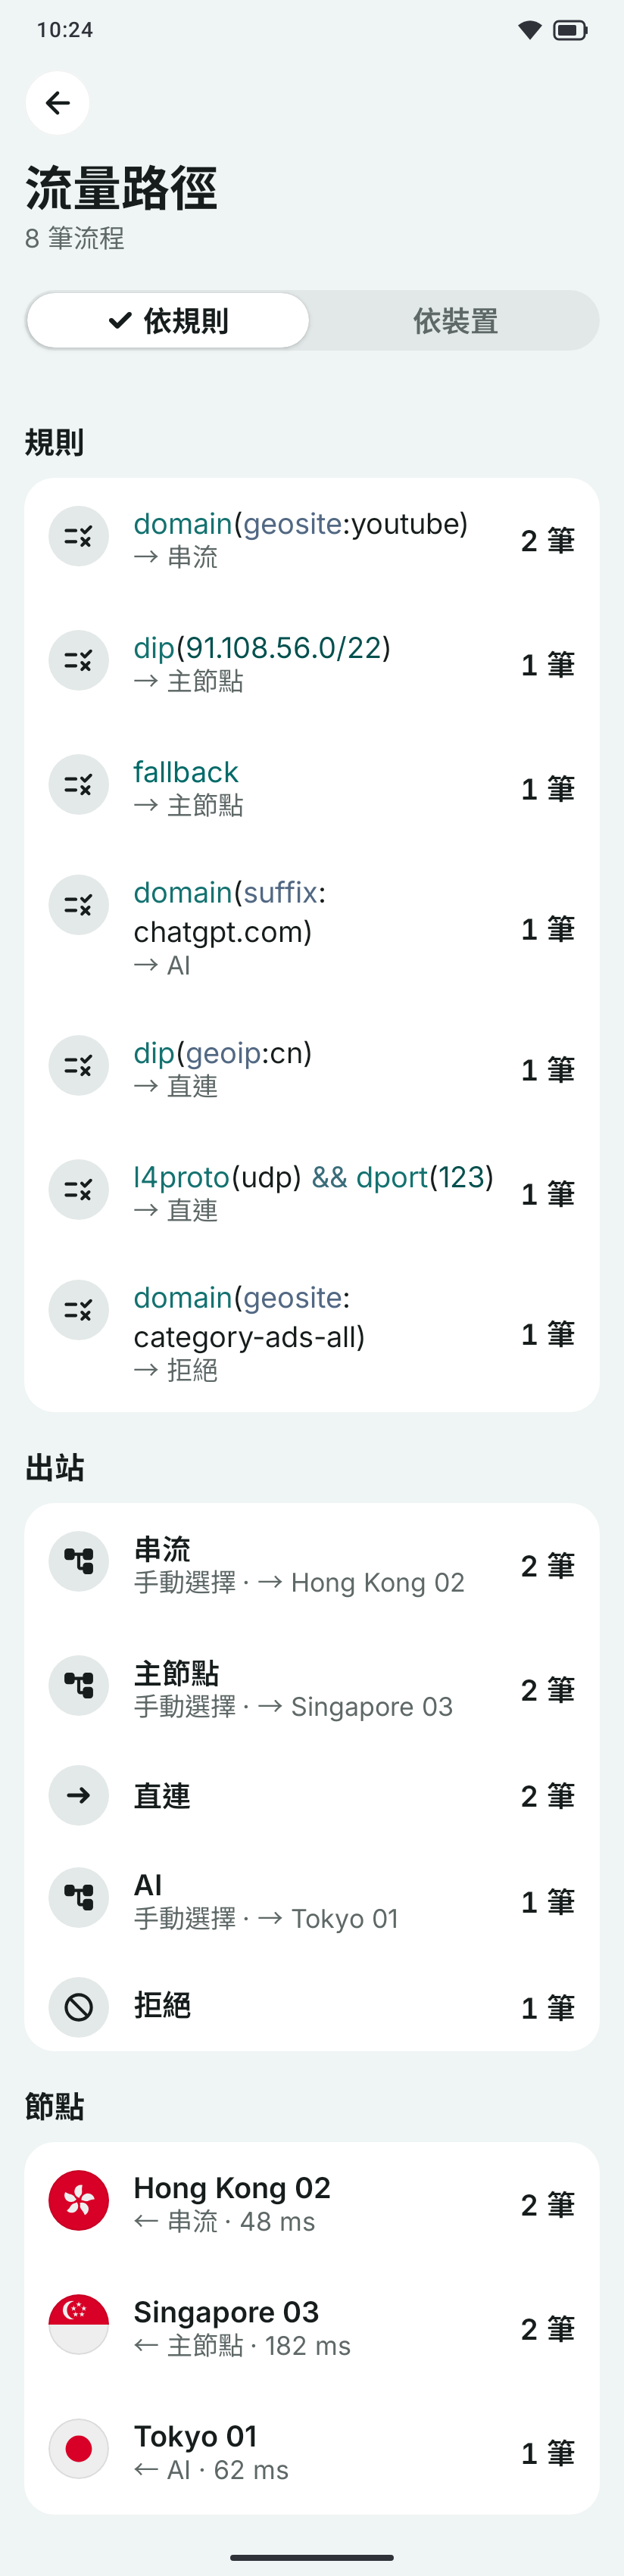 10:24
流量路徑
8 筆流程
依規則
依裝置
規則
domain(geosite:youtube)
→ 串流
2 筆
dip(91.108.56.0/22)
→ 主節點
1 筆
fallback
→ 主節點
1 筆
domain(suffix:
chatgpt.com)
→ AI
1 筆
dip(geoip:cn)
→ 直連
1 筆
l4proto(udp) && dport(123)
→ 直連
1 筆
domain(geosite:
category-ads-all)
→ 拒絕
1 筆
出站
串流
手動選擇 · → Hong Kong 02
2 筆
主節點
手動選擇 · → Singapore 03
2 筆
直連
2 筆
AI
手動選擇 · → Tokyo 01
1 筆
拒絕
1 筆
節點
Hong Kong 02
← 串流 · 48 ms
2 筆
Singapore 03
← 主節點 · 182 ms
2 筆
Tokyo 01
← AI · 62 ms
1 筆